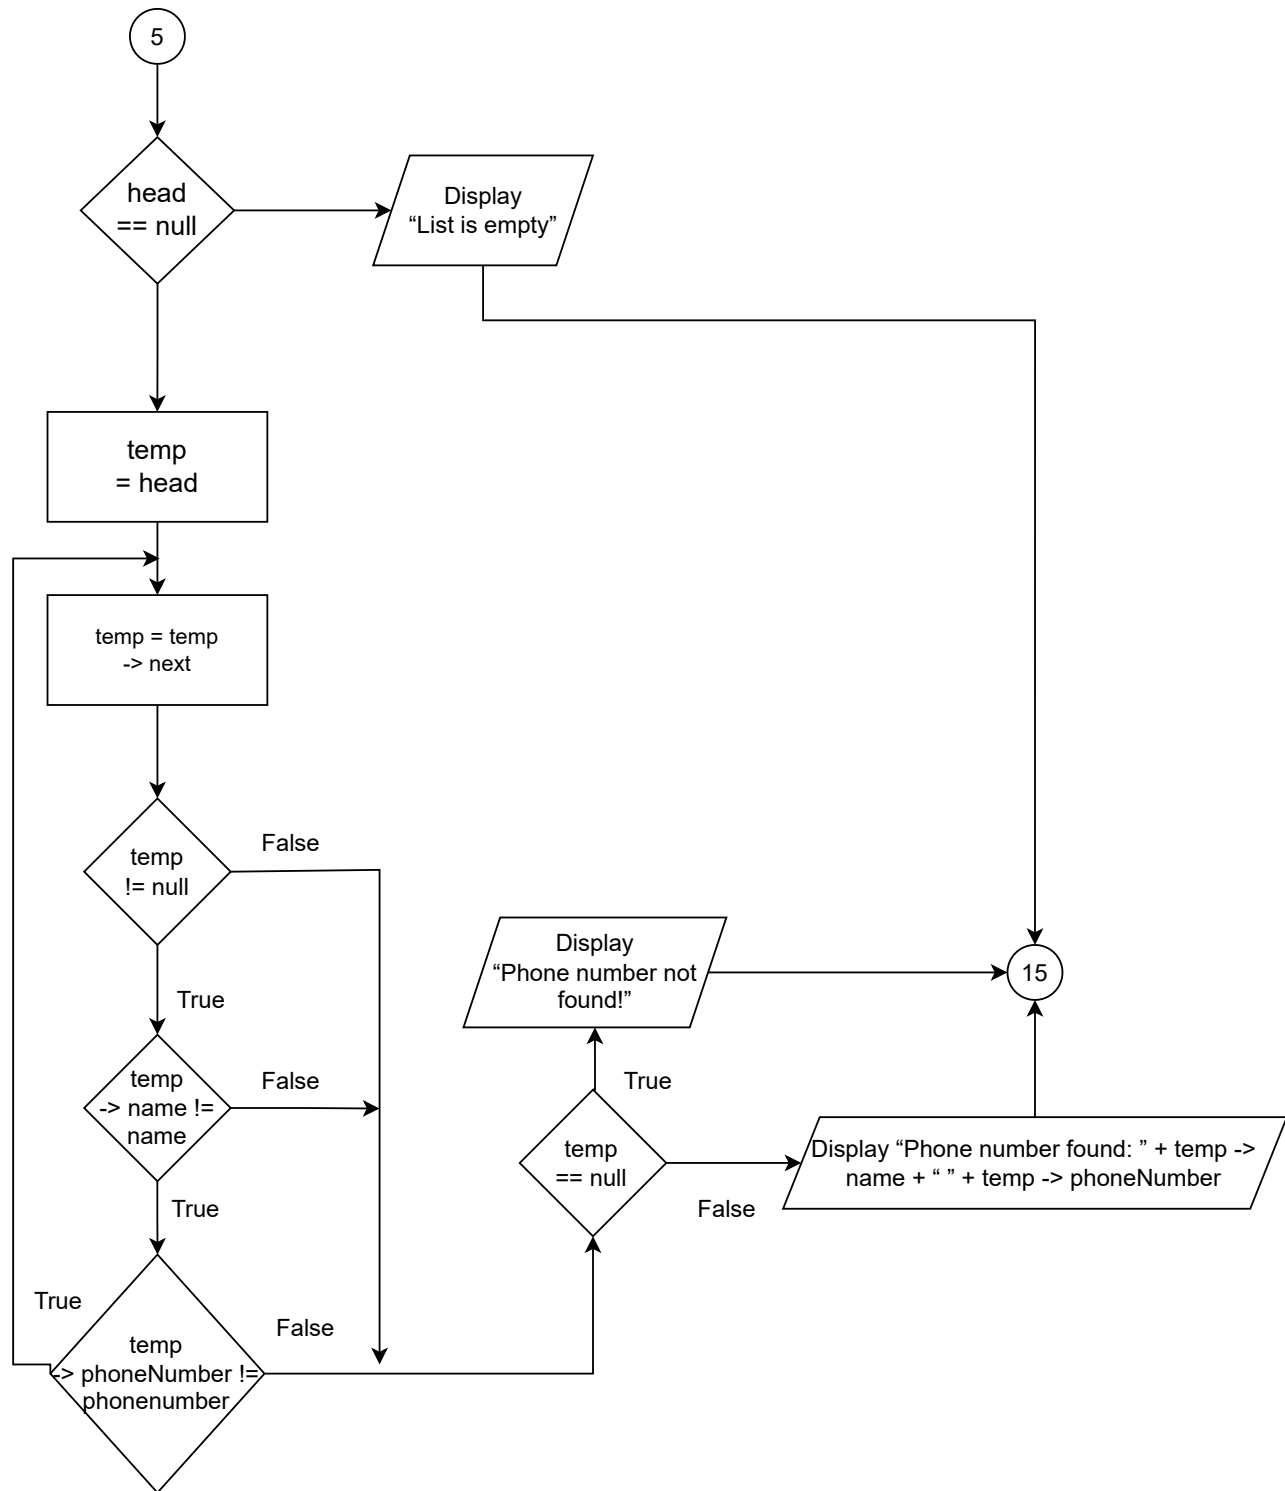 5
head
== null
Display
“List is empty”
temp
= head
temp = temp
-> next
temp
!= null
False
True
temp
-> name !=
name
False
True
temp
-> phoneNumber !=
phonenumber
True
False
Display
“Phone number not
found!”
15
True
temp
== null
False
Display “Phone number found: ” + temp ->
name + “ ” + temp -> phoneNumber